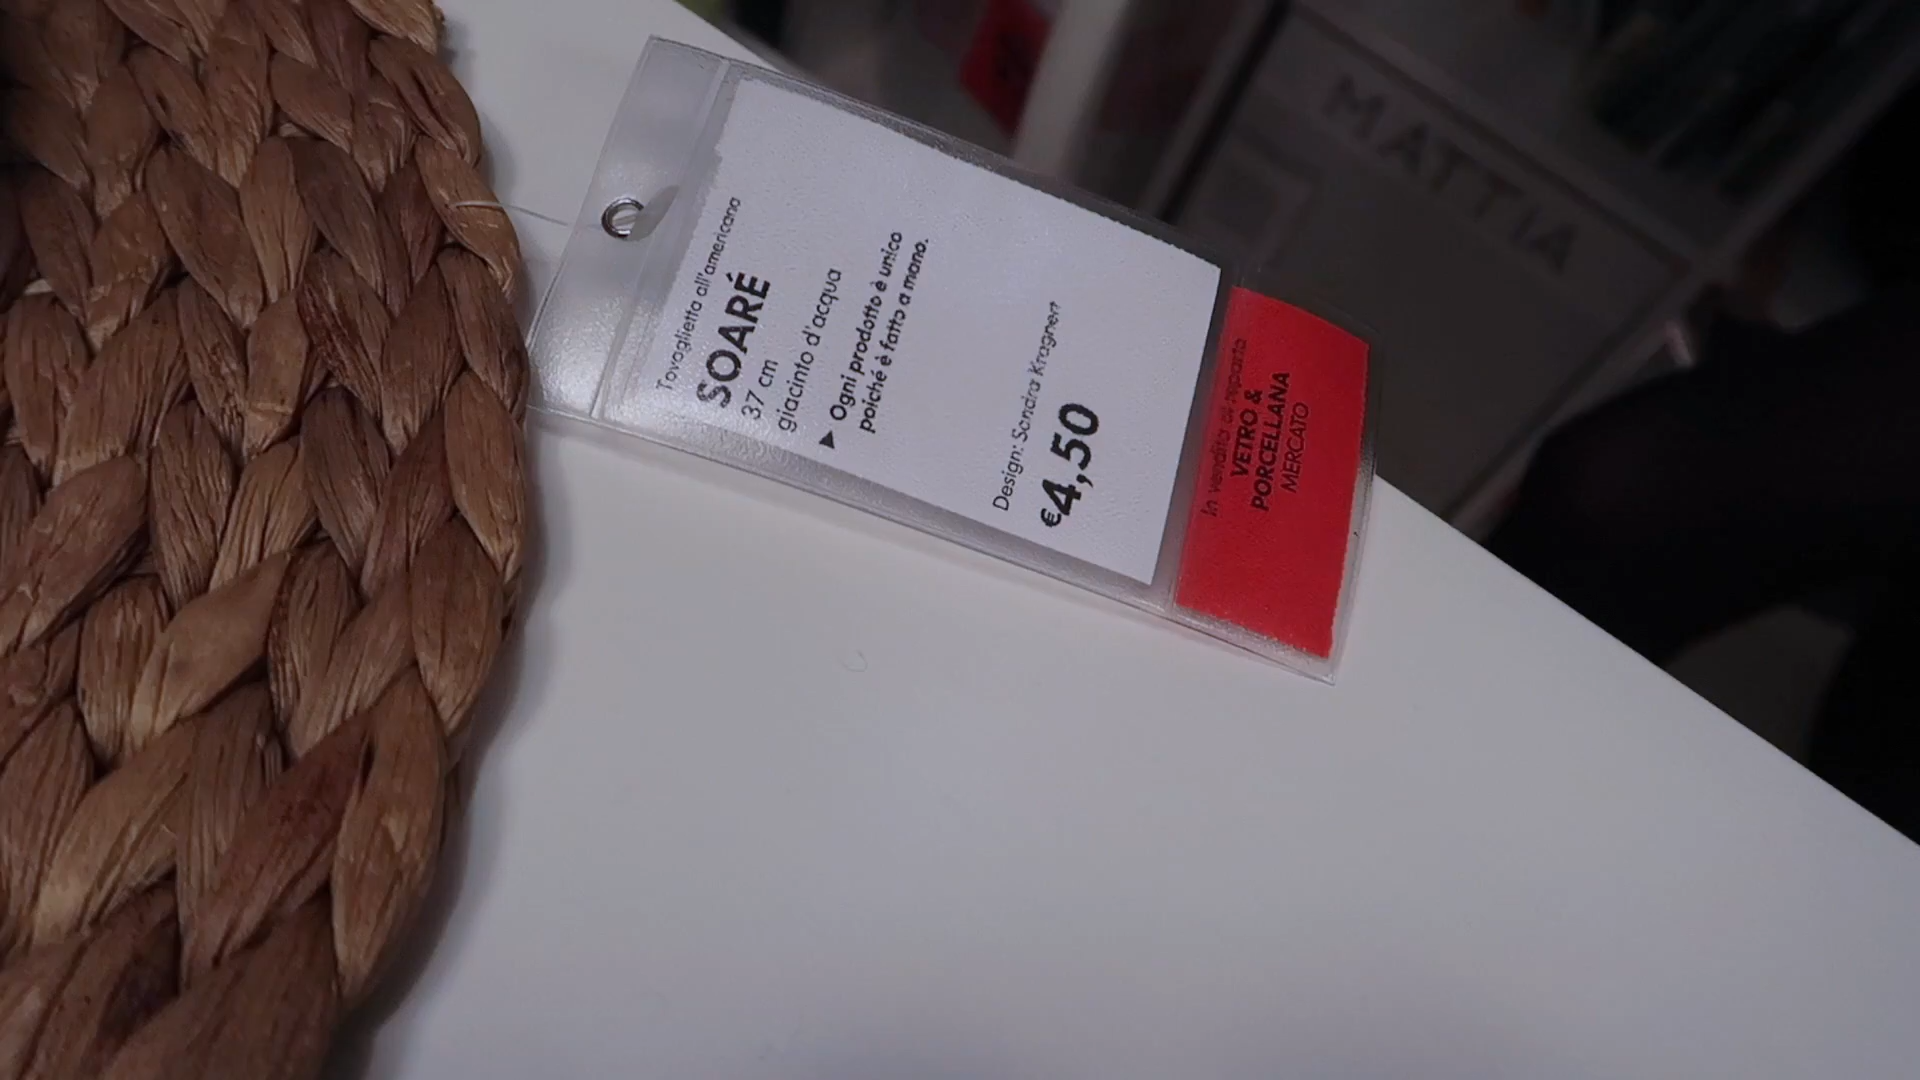 Tovaglietta all'americana
SOARÉ
37 cm
giacinto d'acqua
▶ Ogni prodotto è unico
poiché è fatto a mano.
Design: Sandra Kragnert
€4,50
In vendita al reparto
VETRO &
PORCELLANA
MERCATO
MATTIA